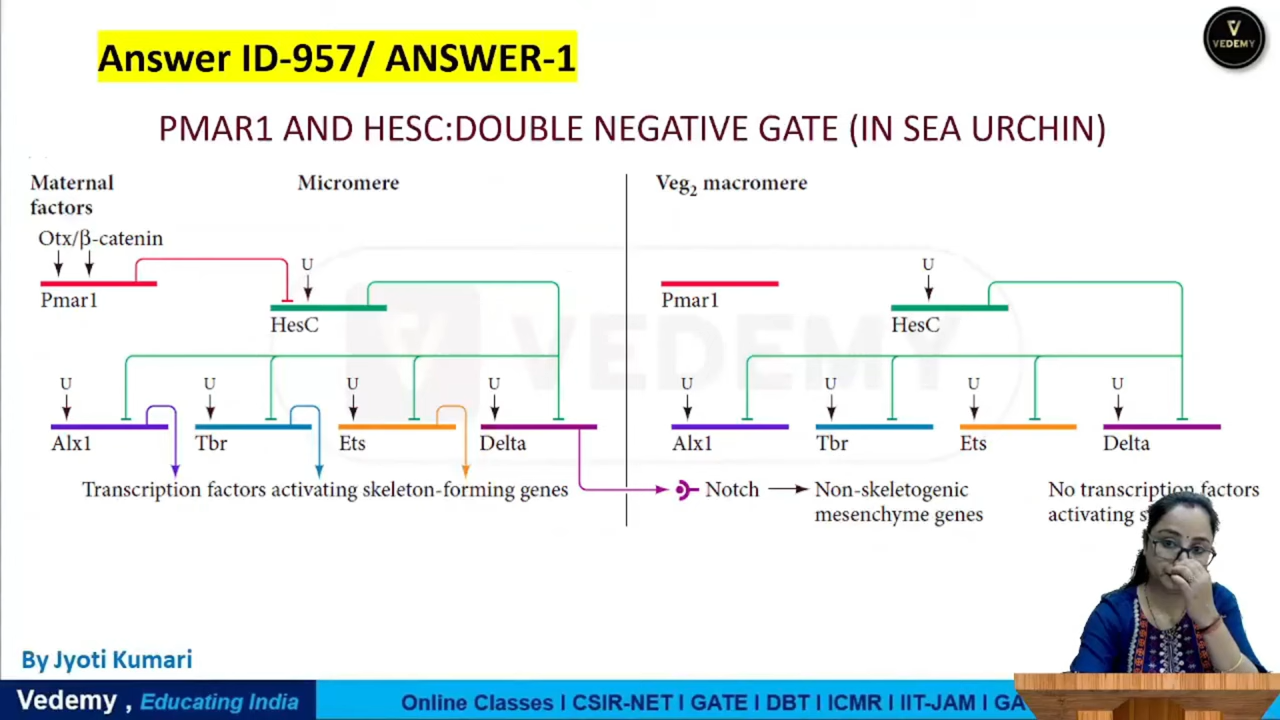 Answer ID-957/ ANSWER-1
VEDEMY
PMAR1 AND HESC:DOUBLE NEGATIVE GATE (IN SEA URCHIN)
Maternal
factors
Micromere
Veg2 macromere
Otx/β-catenin
U
U
Pmar1
HesC
Pmar1
HesC
VEDEMY
U U U U
U U U U
Alx1 Tbr Ets Delta
Alx1 Tbr Ets Delta
Transcription factors activating skeleton-forming genes
Notch
Non-skeletogenic
mesenchyme genes
No transcription factors
activating
By Jyoti Kumari
Vedemy , Educating India
Online Classes I CSIR-NET I GATE I DBT I ICMR I IIT-JAM I GA